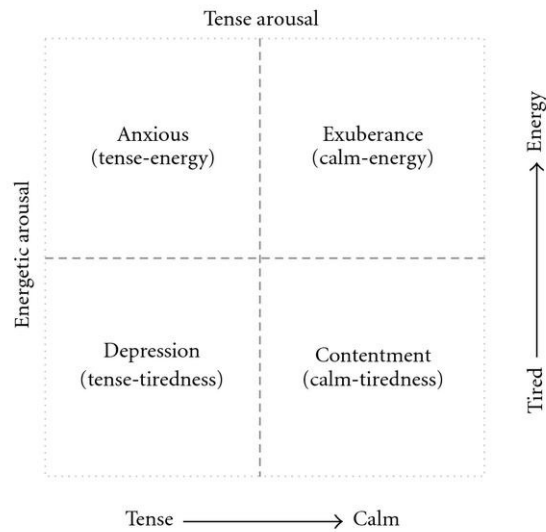 Tense arousal
Energetic arousal
Anxious
(tense-energy)
Exuberance
(calm-energy)
Depression
(tense-tiredness)
Contentment
(calm-tiredness)
Energy
Tired
Tense
Calm